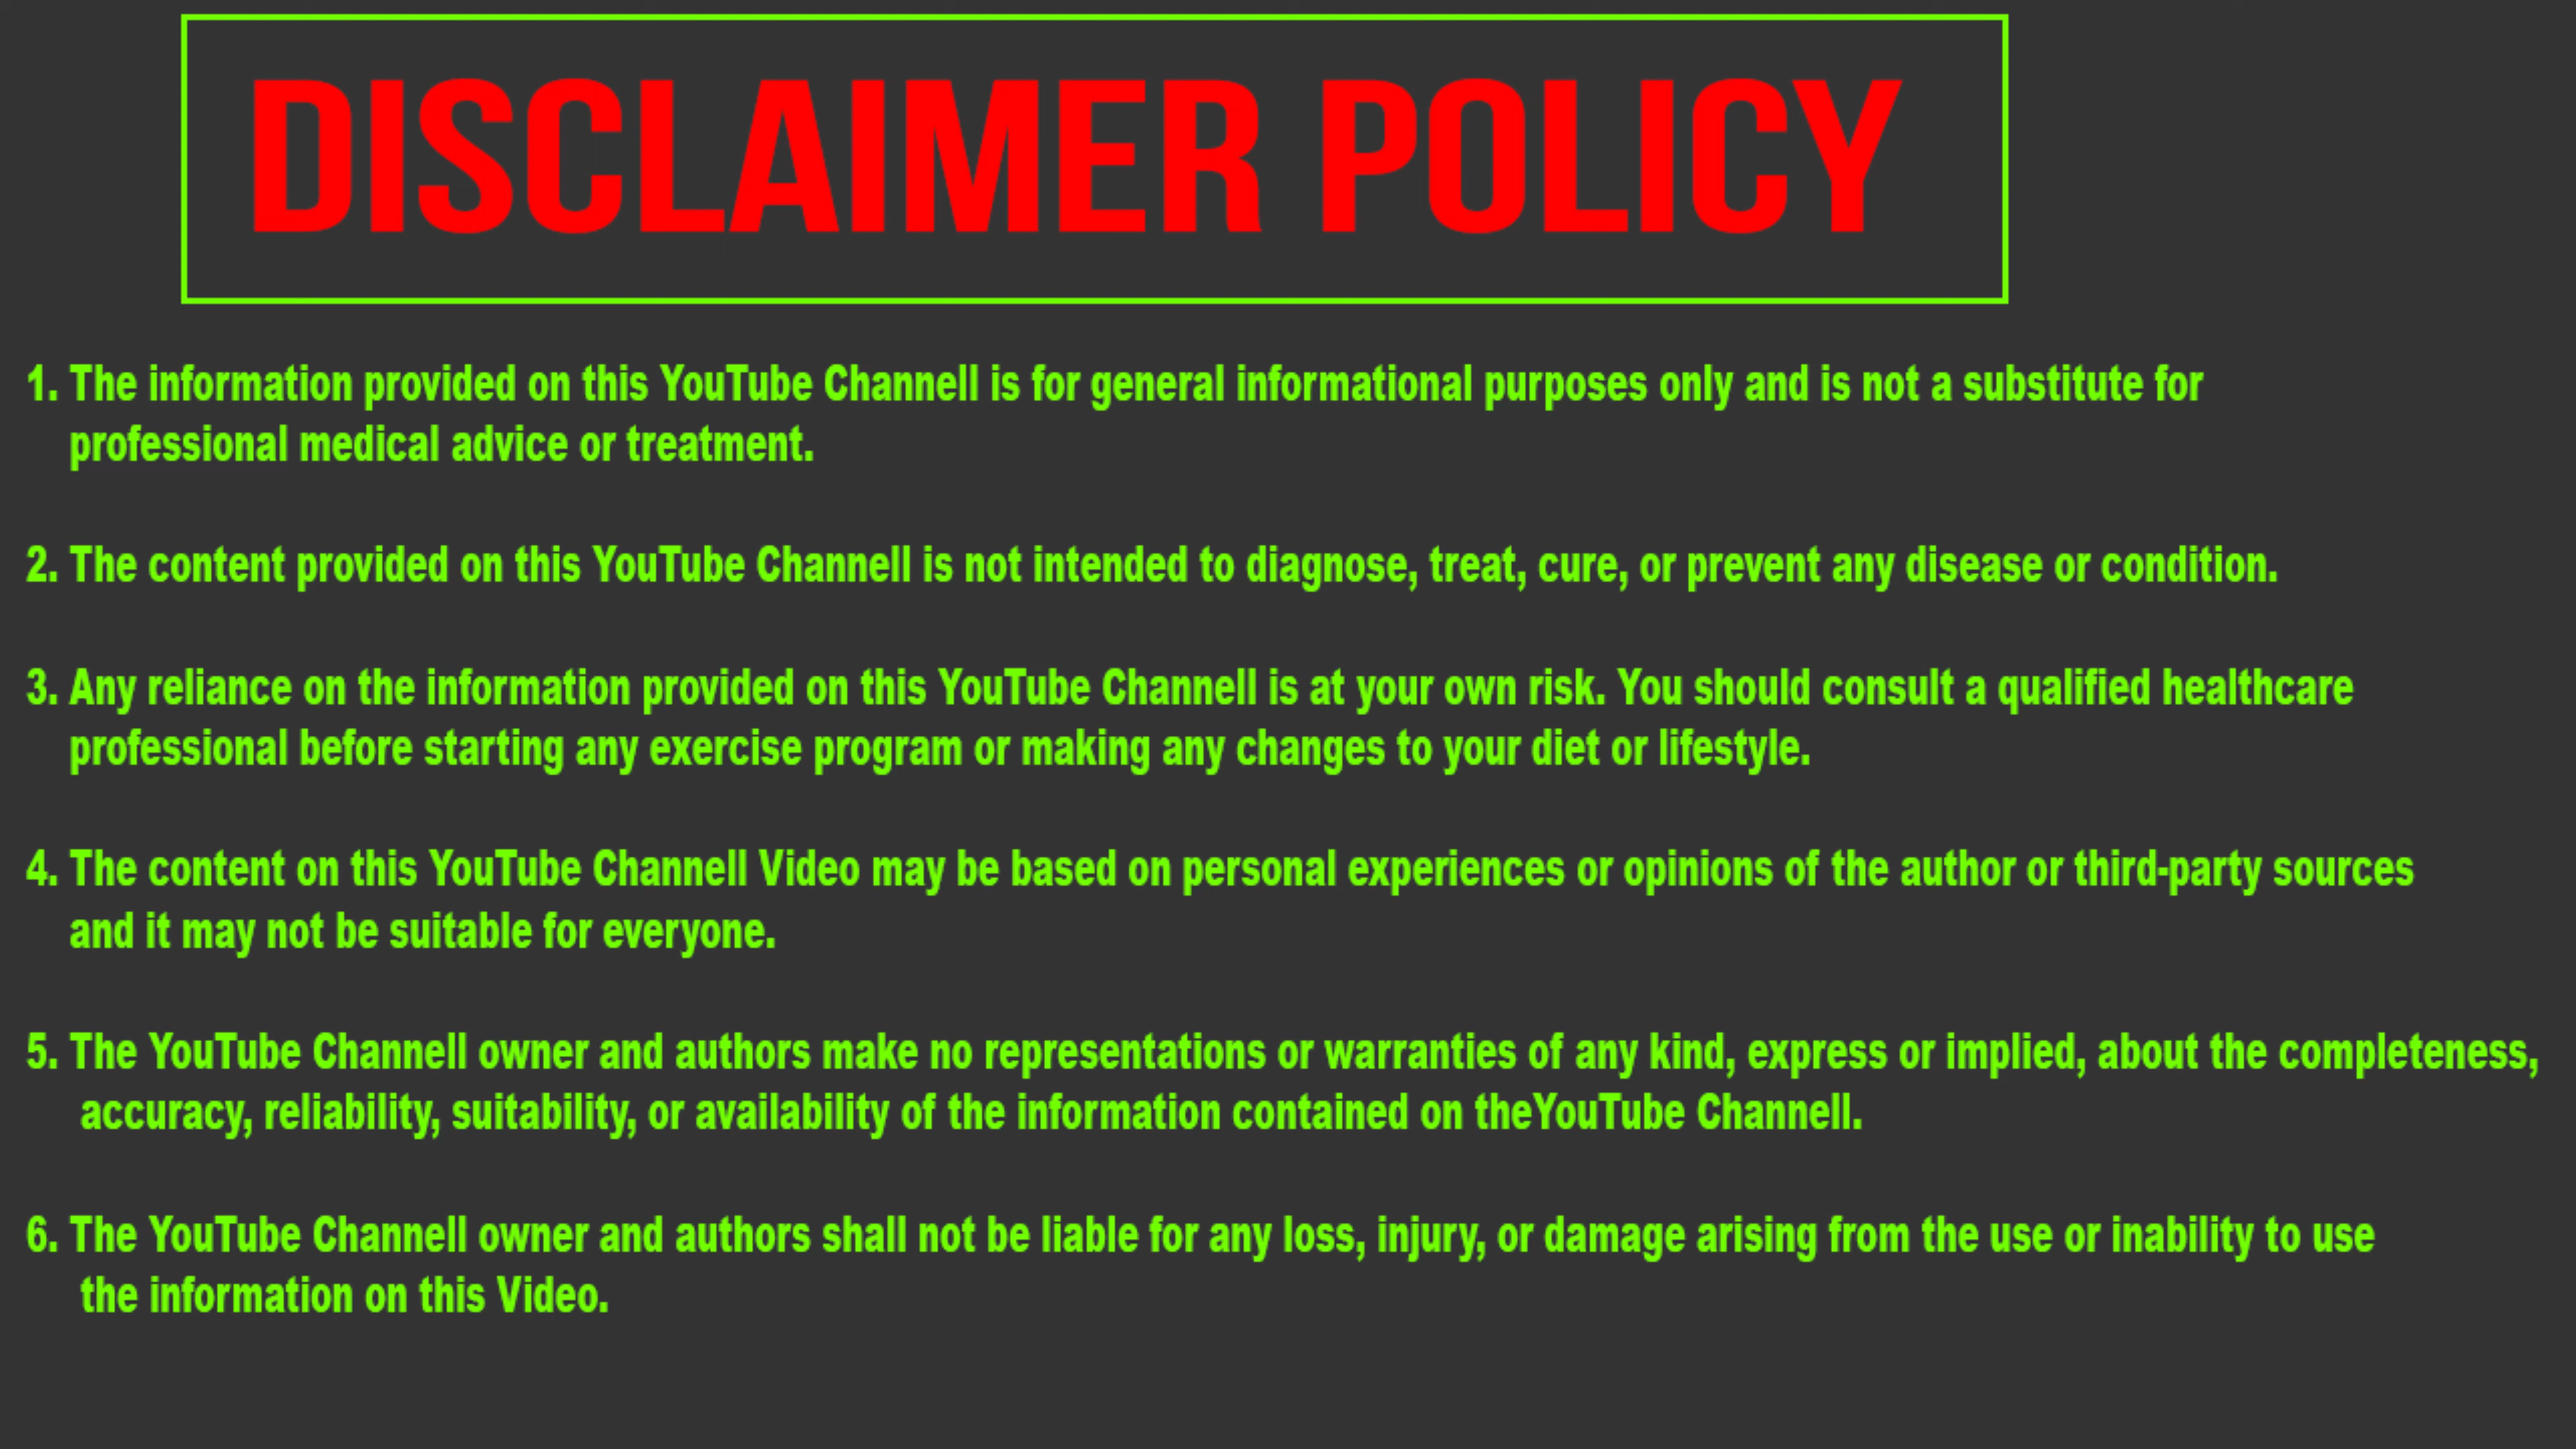 DISCLAIMER POLICY
1. The information provided on this YouTube Channell is for general informational purposes only and is not a substitute for
professional medical advice or treatment.
2. The content provided on this YouTube Channell is not intended to diagnose, treat, cure, or prevent any disease or condition.
3. Any reliance on the information provided on this YouTube Channell is at your own risk. You should consult a qualified healthcare
professional before starting any exercise program or making any changes to your diet or lifestyle.
4. The content on this YouTube Channell Video may be based on personal experiences or opinions of the author or third-party sources
and it may not be suitable for everyone.
5. The YouTube Channell owner and authors make no representations or warranties of any kind, express or implied, about the completeness,
accuracy, reliability, suitability, or availability of the information contained on theYouTube Channell.
6. The YouTube Channell owner and authors shall not be liable for any loss, injury, or damage arising from the use or inability to use
the information on this Video.